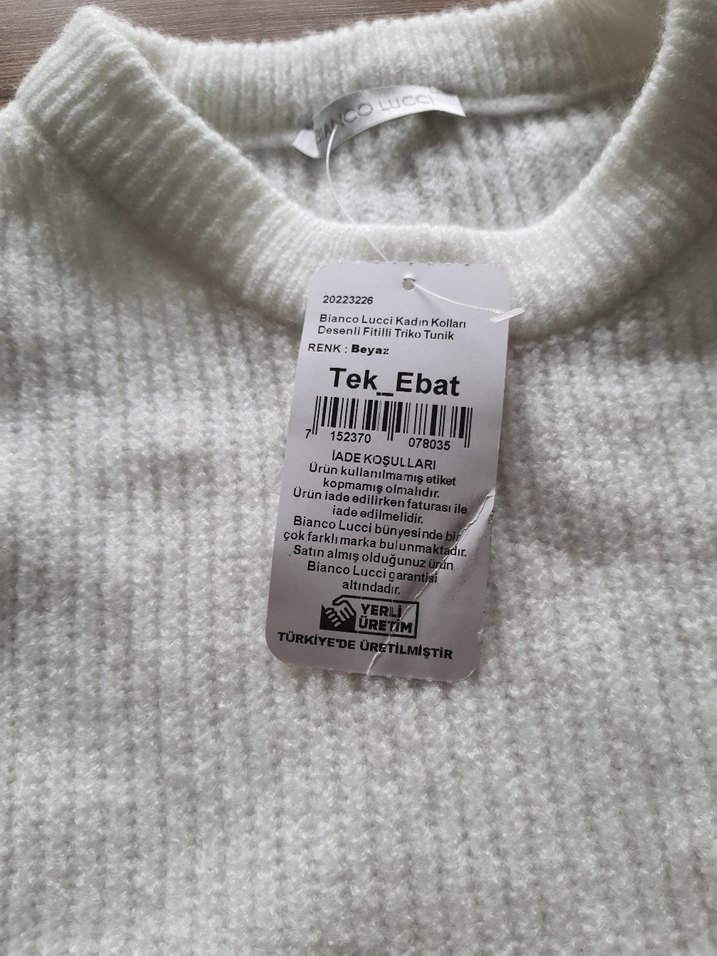 BIANCO LUCCI
20223226
Bianco Lucci Kadın Kolları
Desenli Fitilli Triko Tunik
RENK : Beyaz
Tek_Ebat
7 152370 078035
İADE KOŞULLARI
Ürün kullanılmamış etiket
kopmamış olmalıdır.
Ürün iade edilirken faturası ile
iade edilmelidir.
Bianco Lucci bünyesinde bir
çok farklı marka bulunmaktadır.
Satın almış olduğunuz ürün
Bianco Lucci garantisi
altındadır.
YERLİ
ÜRETİM
TÜRKİYE'DE ÜRETİLMİŞTİR